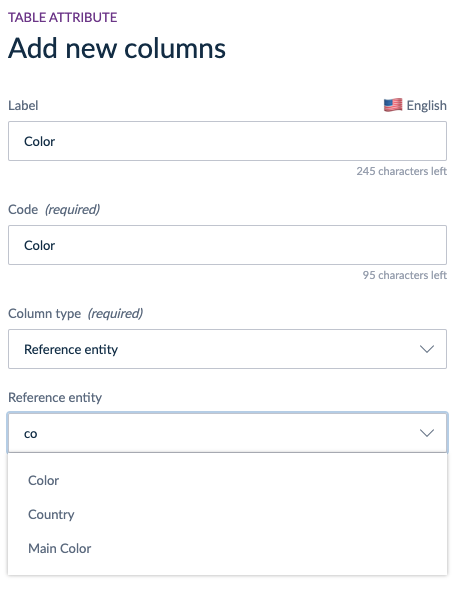 TABLE ATTRIBUTE
Add new columns
Label English
Color
245 characters left
Code (required)
Color
95 characters left
Column type (required)
Reference entity
Reference entity
co
Color
Country
Main Color